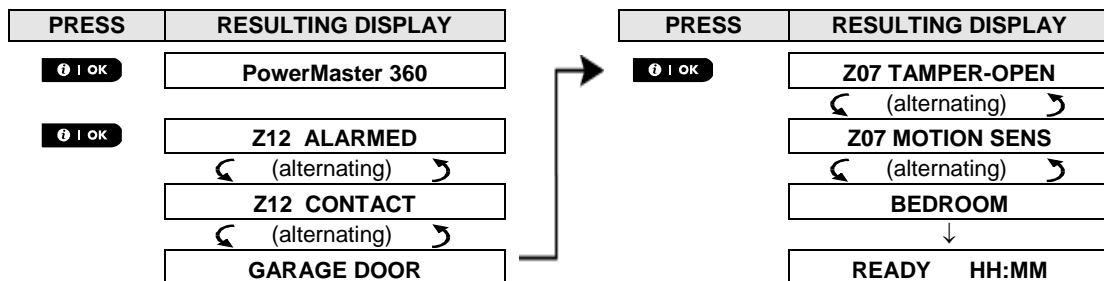 PRESS RESULTING DISPLAY
i | OK PowerMaster 360
i | OK Z12 ALARMED
(alternating)
Z12 CONTACT
(alternating)
GARAGE DOOR
PRESS RESULTING DISPLAY
i | OK Z07 TAMPER-OPEN
(alternating)
Z07 MOTION SENS
(alternating)
BEDROOM
↓
READY HH:MM